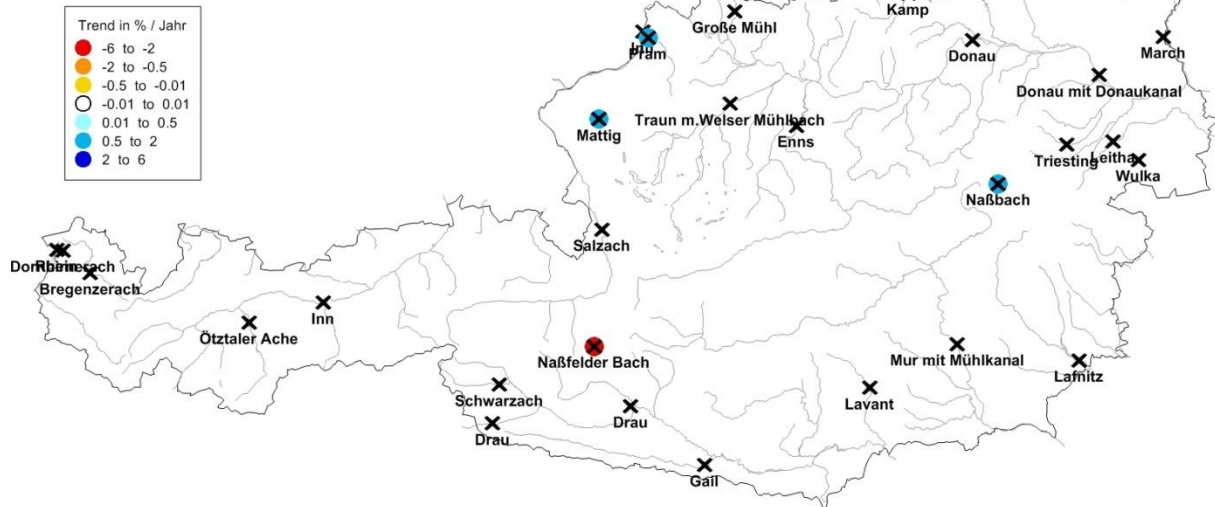 Trend in % / Jahr
-6 to -2
-2 to -0.5
-0.5 to -0.01
-0.01 to 0.01
0.01 to 0.5
0.5 to 2
2 to 6
Kamp
Große Mühl
Inn
Pram
Donau
March
Donau mit Donaukanal
Traun m.Welser Mühlbach
Enns
Mattig
Triesting
Leitha
Wulka
Naßbach
Salzach
Rhein
Bregenzerach
Inn
Ötztaler Ache
Naßfelder Bach
Mur mit Mühlkanal
Lafnitz
Schwarzach
Lavant
Drau
Drau
Gail